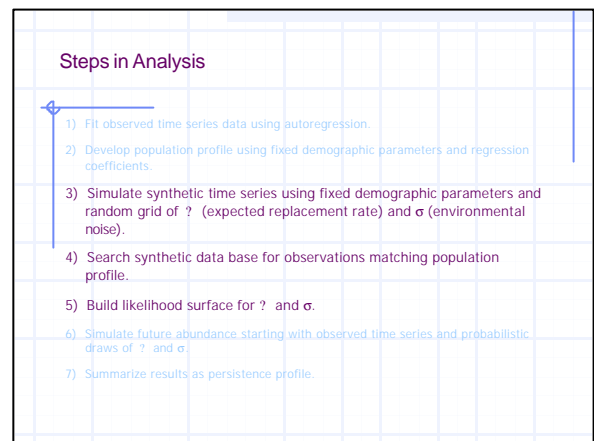 Steps in Analysis
1) Fit observed time series data using autoregression.
2) Develop population profile using fixed demographic parameters and regression
coefficients.
3) Simulate synthetic time series using fixed demographic parameters and
random grid of ? (expected replacement rate) and σ (environmental
noise).
4) Search synthetic data base for observations matching population
profile.
5) Build likelihood surface for ? and σ.
6) Simulate future abundance starting with observed time series and probabilistic
draws of ? and σ.
7) Summarize results as persistence profile.